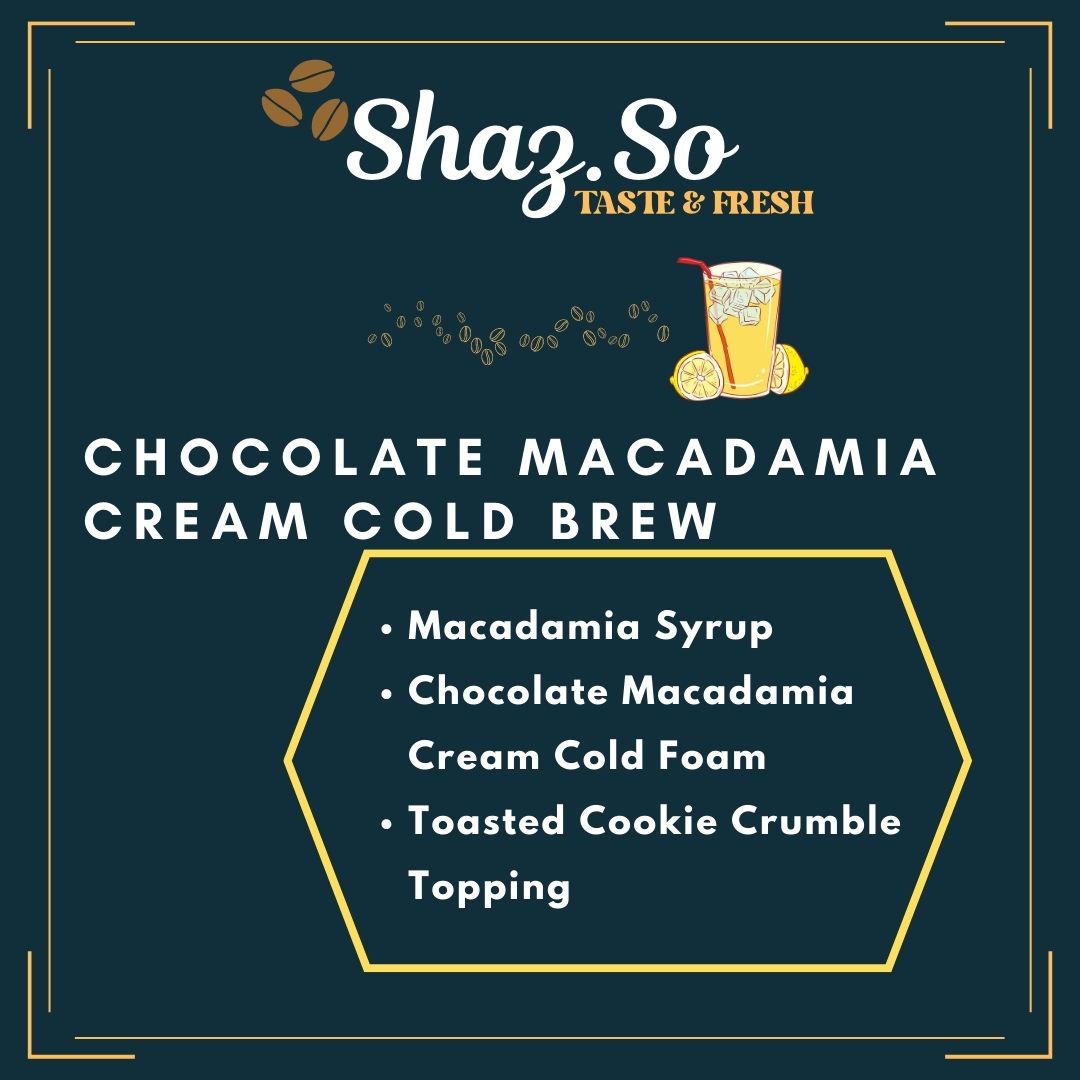 Shaz.So
TASTE & FRESH
CHOCOLATE MACADAMIA
CREAM COLD BREW
• Macadamia Syrup
• Chocolate Macadamia
Cream Cold Foam
• Toasted Cookie Crumble
Topping